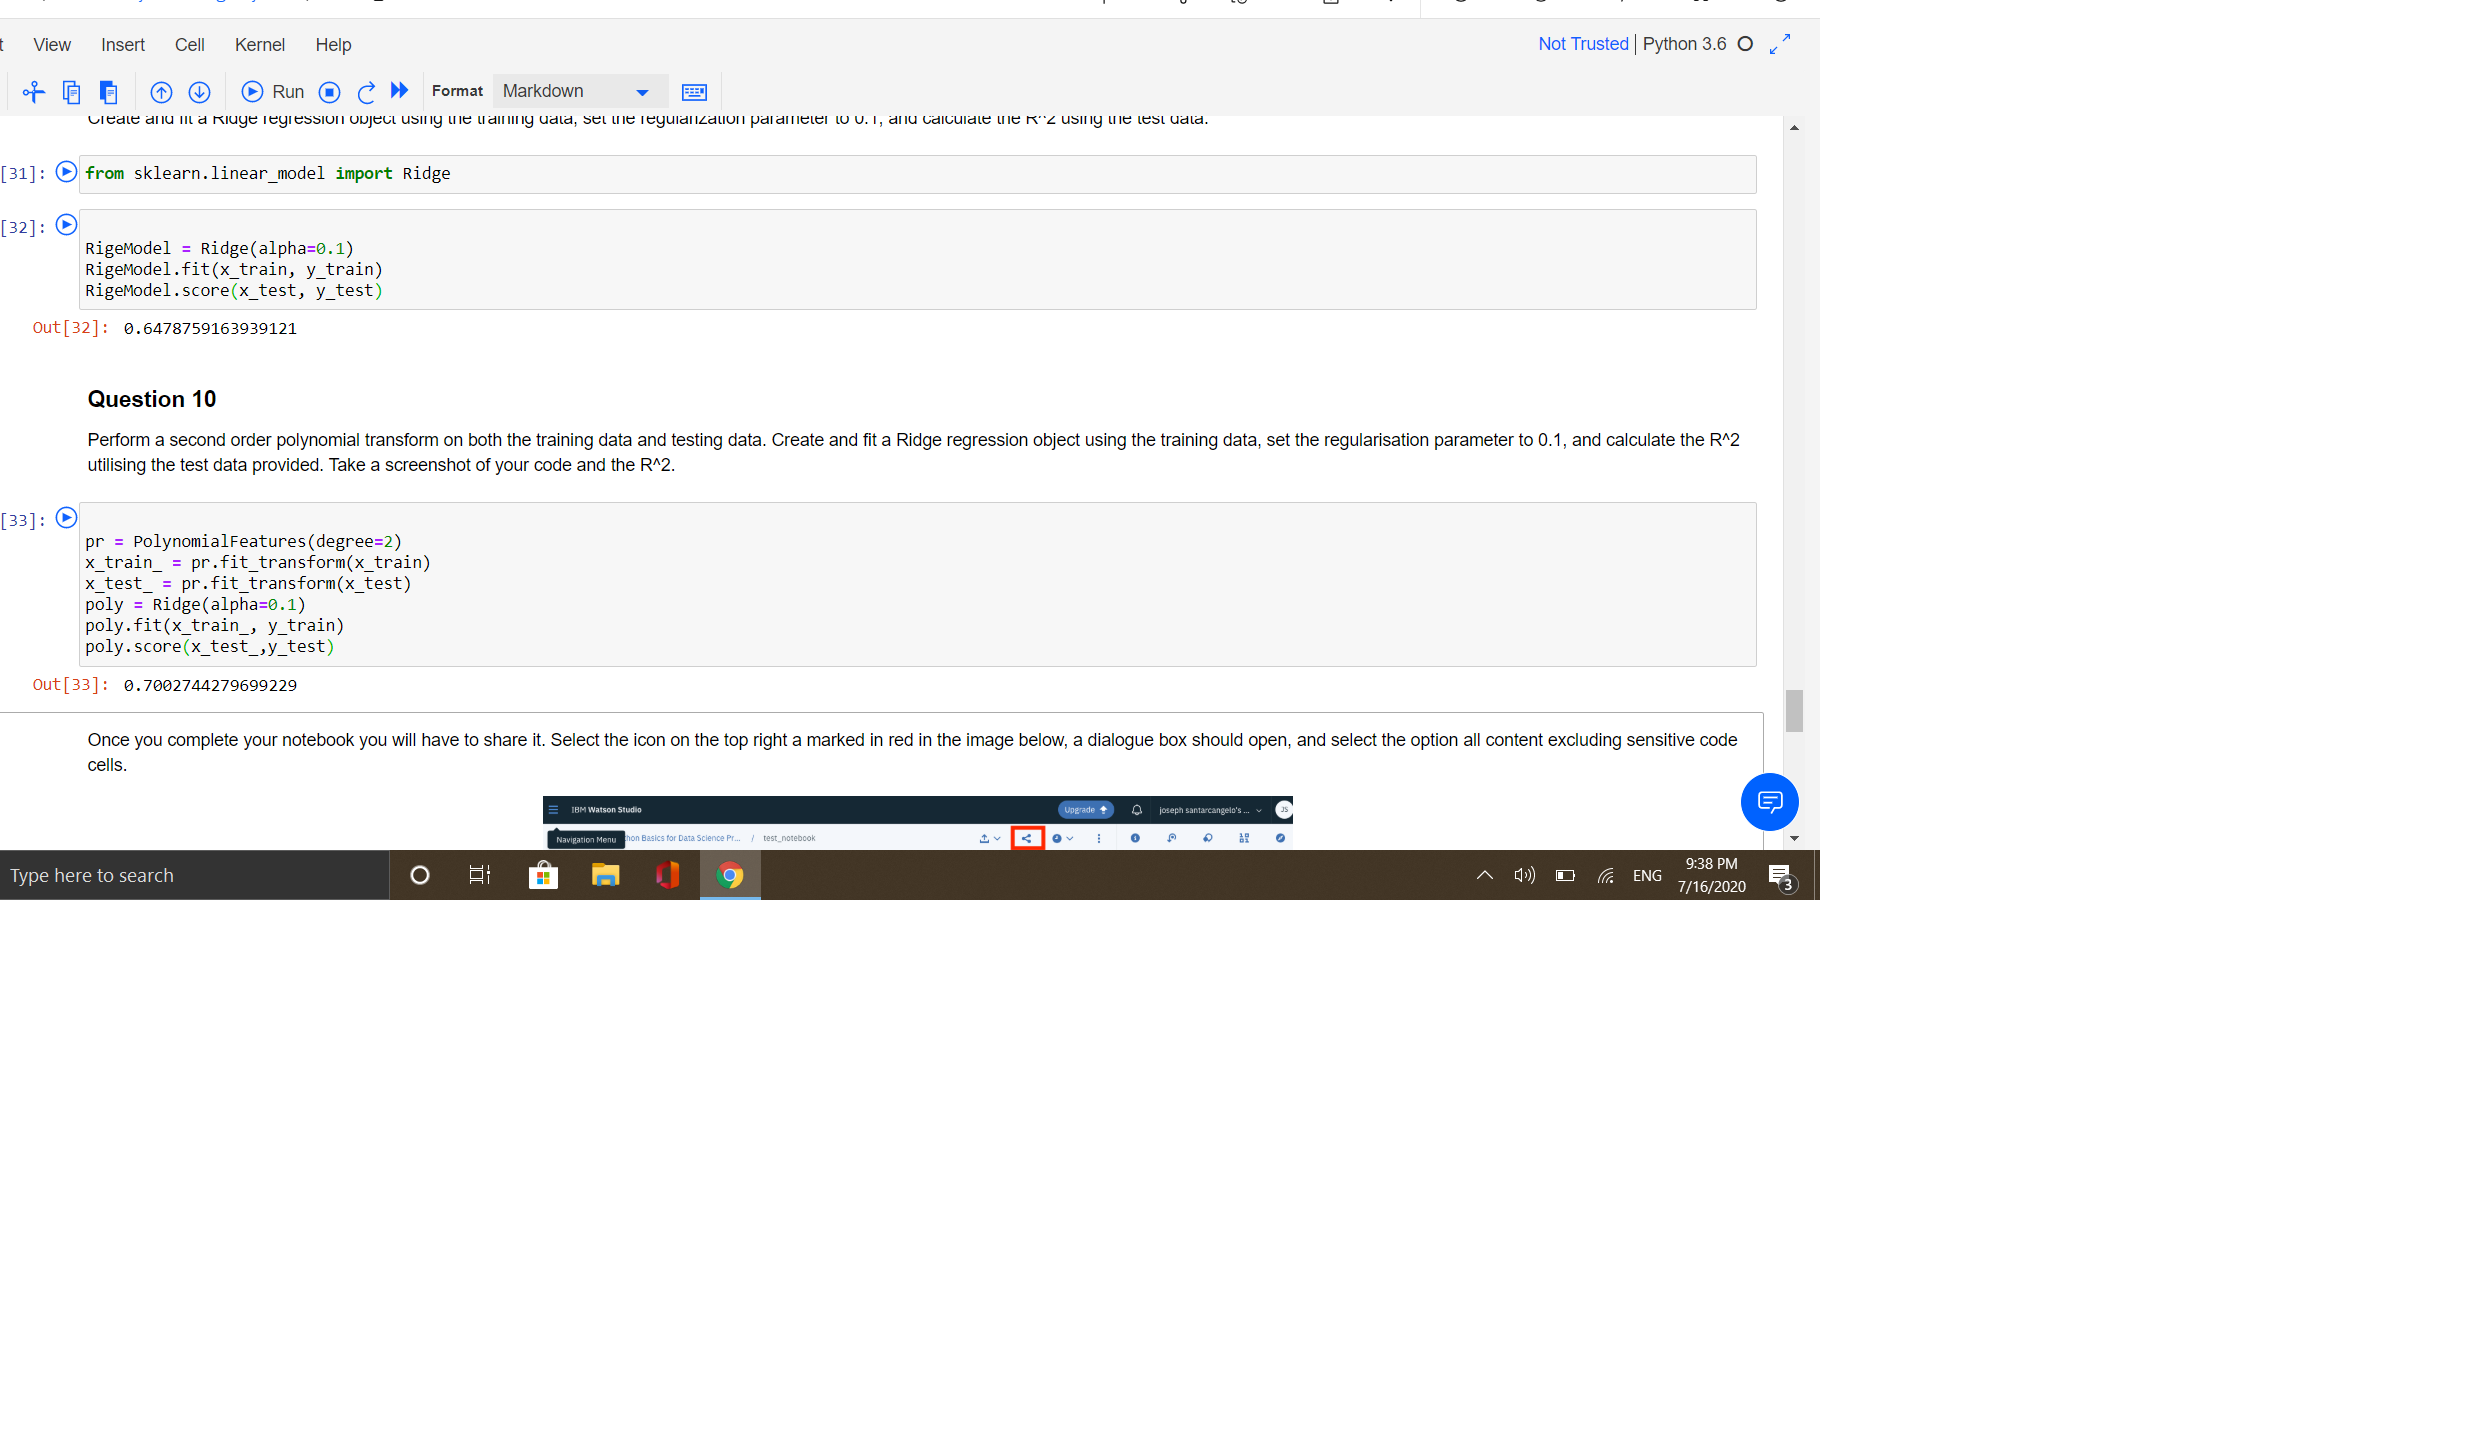 View Insert Cell Kernel Help
Not Trusted Python 3.6
Run Format Markdown
Create and fit a Ridge regression object using the training data, set the regularization parameter to 0.1, and calculate the R^2 using the test data.
[31]: from sklearn.linear_model import Ridge
[32]:
RigeModel = Ridge(alpha=0.1)
RigeModel.fit(x_train, y_train)
RigeModel.score(x_test, y_test)
Out[32]: 0.6478759163939121
Question 10
Perform a second order polynomial transform on both the training data and testing data. Create and fit a Ridge regression object using the training data, set the regularisation parameter to 0.1, and calculate the R^2
utilising the test data provided. Take a screenshot of your code and the R^2.
[33]:
pr = PolynomialFeatures(degree=2)
x_train_ = pr.fit_transform(x_train)
x_test_ = pr.fit_transform(x_test)
poly = Ridge(alpha=0.1)
poly.fit(x_train_, y_train)
poly.score(x_test_,y_test)
Out[33]: 0.7002744279699229
Once you complete your notebook you will have to share it. Select the icon on the top right a marked in red in the image below, a dialogue box should open, and select the option all content excluding sensitive code
cells.
IBM Watson Studio Upgrade joseph santarcangelo's ... JS
Navigation Menu hon Basics for Data Science Pr... / test_notebook
Type here to search
ENG
9:38 PM
7/16/2020
3